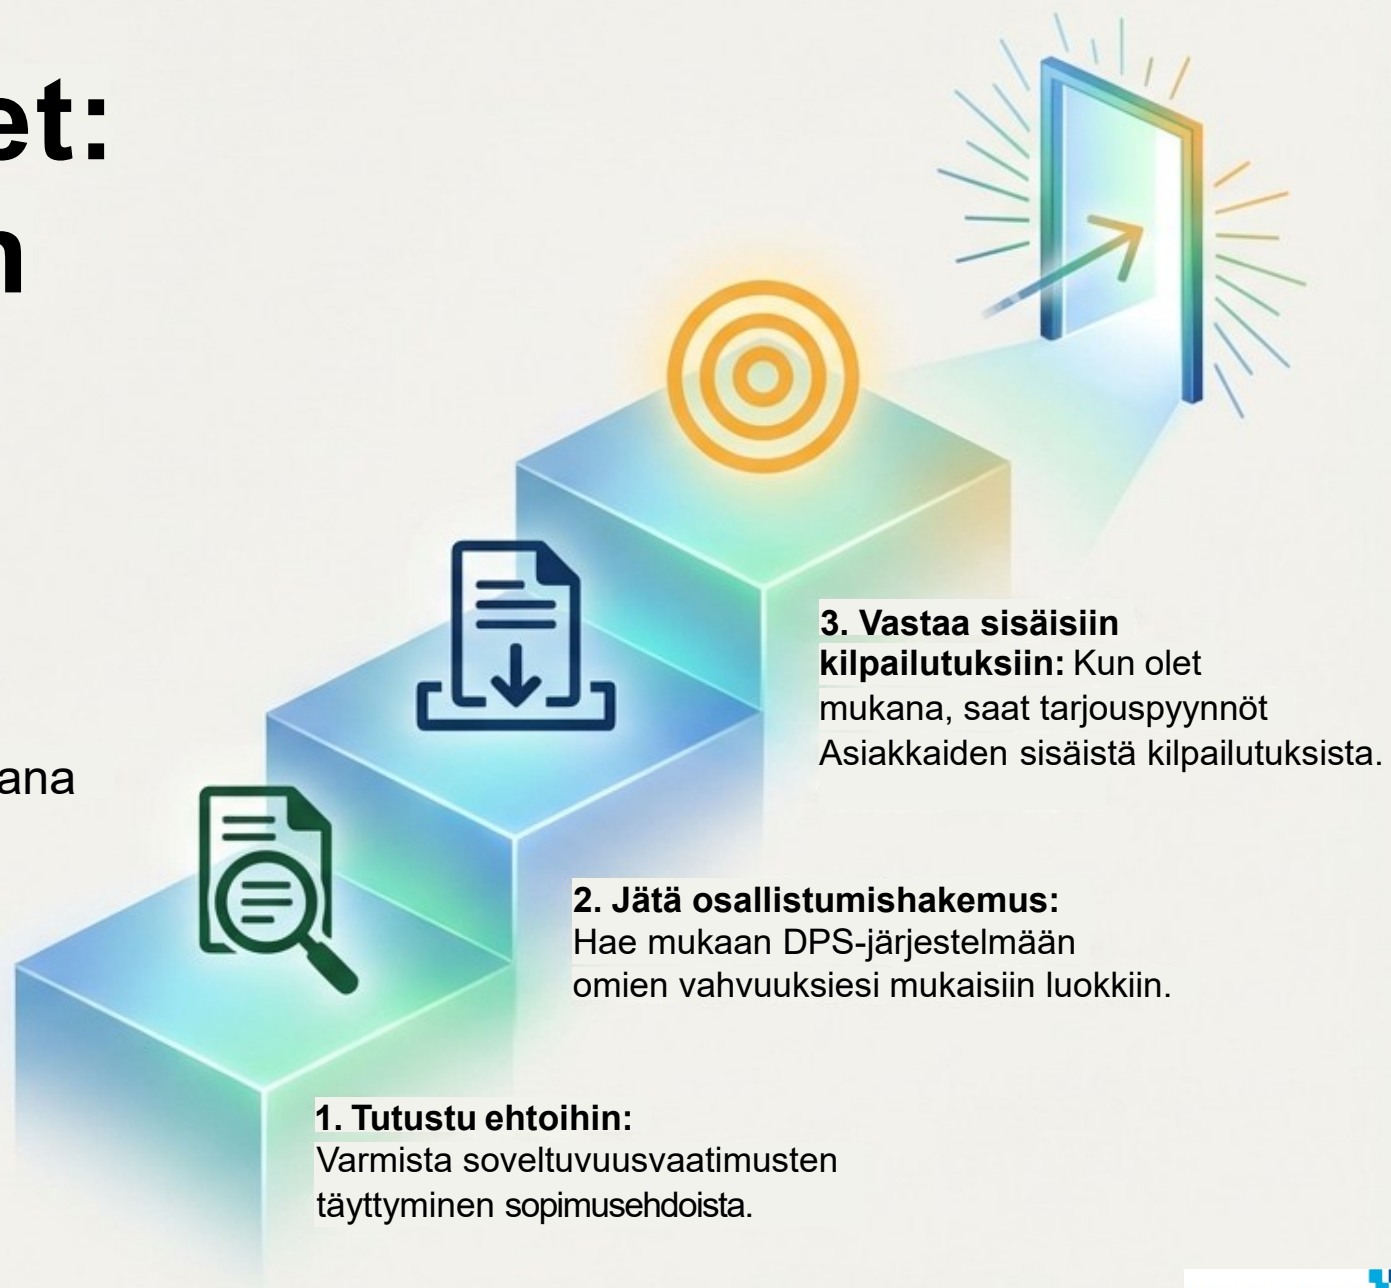 et:
n
ana
3. Vastaa sisäisiin
kilpailutuksiin: Kun olet
mukana, saat tarjouspyynnöt
Asiakkaiden sisäistä kilpailutuksista.
2. Jätä osallistumishakemus:
Hae mukaan DPS-järjestelmään
omien vahvuuksiesi mukaisiin luokkiin.
1. Tutustu ehtoihin:
Varmista soveltuvuusvaatimusten
täyttyminen sopimusehdoista.